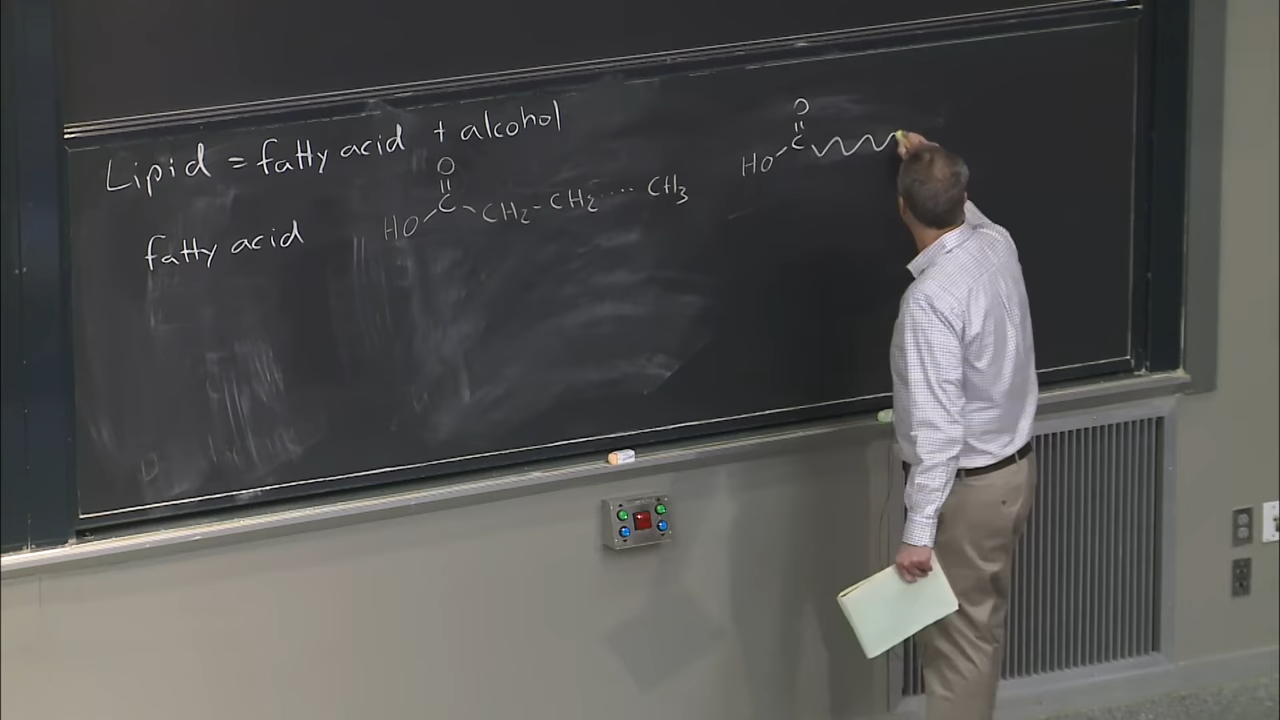 Lipid = fatty acid + alcohol
fatty acid
O
HO C CH2-CH2···· CH3
O
HO C